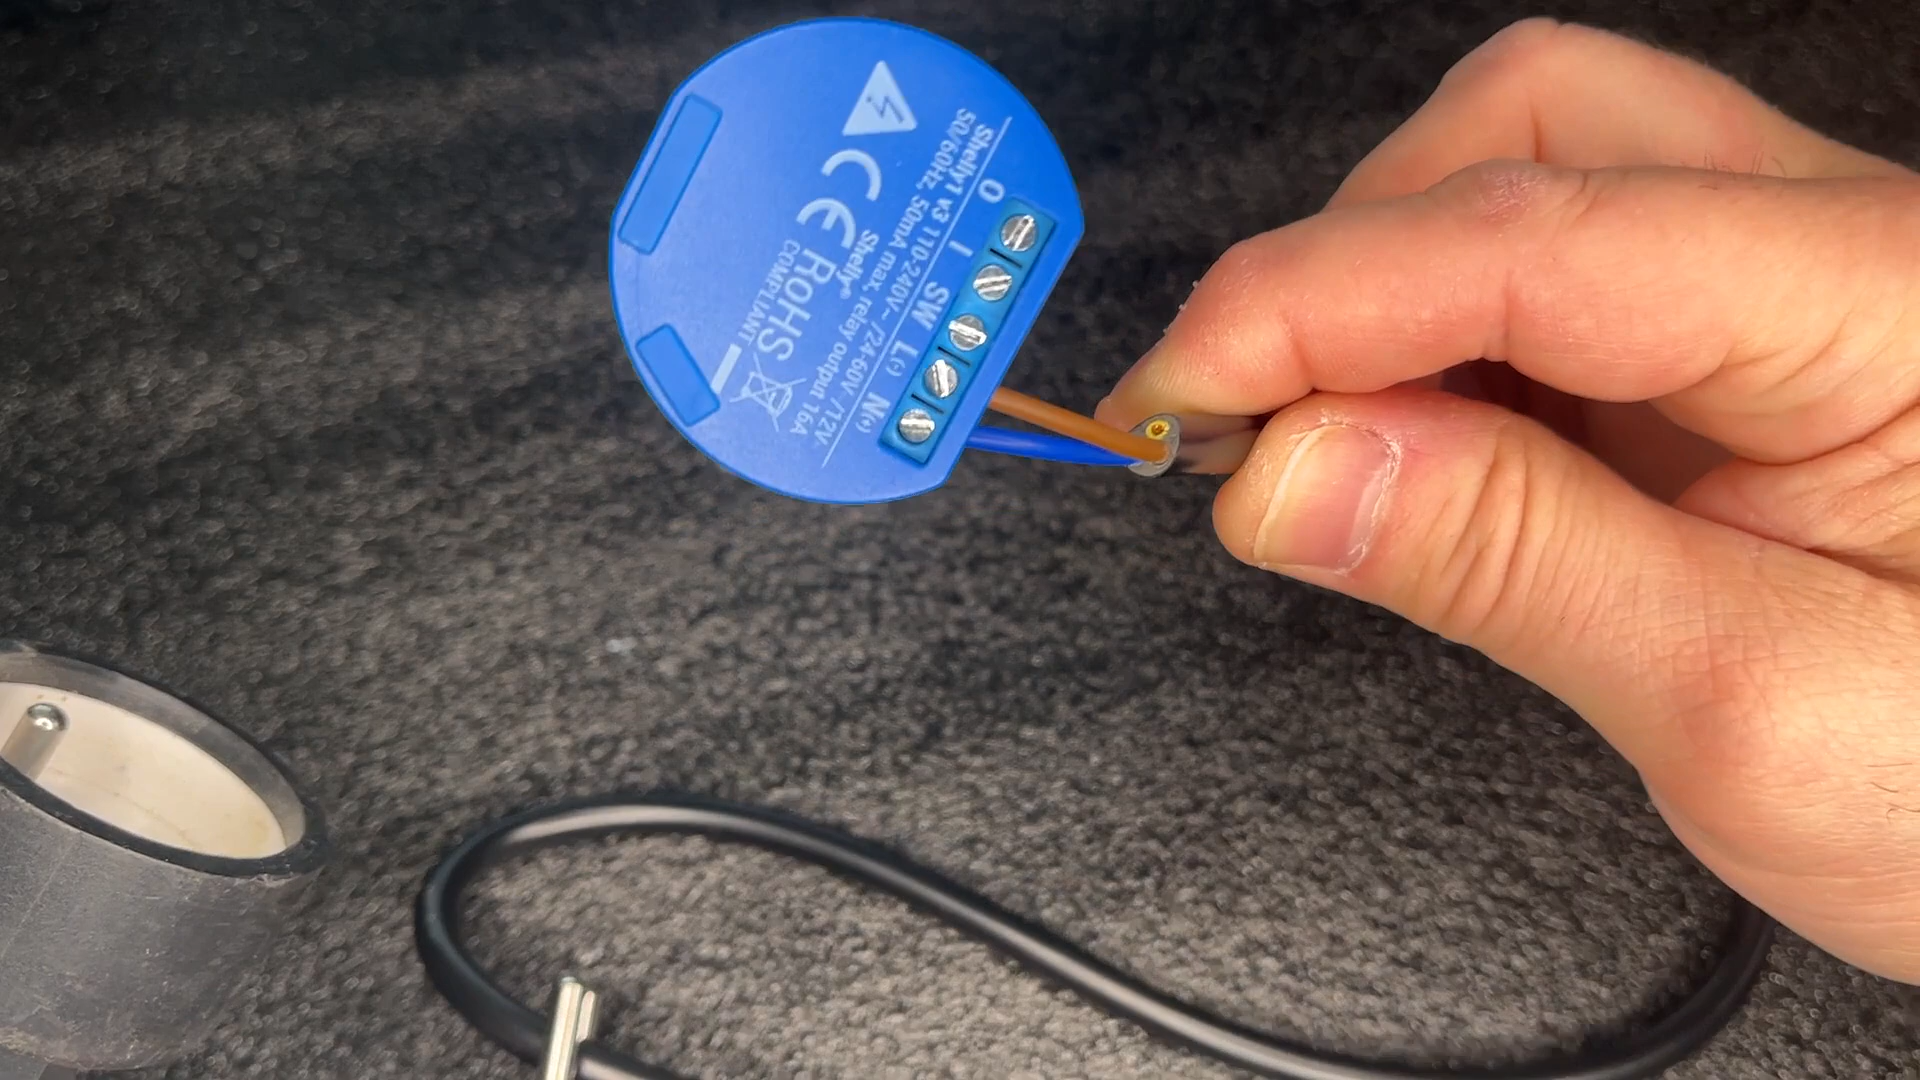 Shelly1 v3 110-240V~ /24-60V⎓/12V
50/60Hz, 50mA max, relay output 16A
Shelly®
CE RoHS
COMPLIANT
O
I
SW
L(-)
N(+)